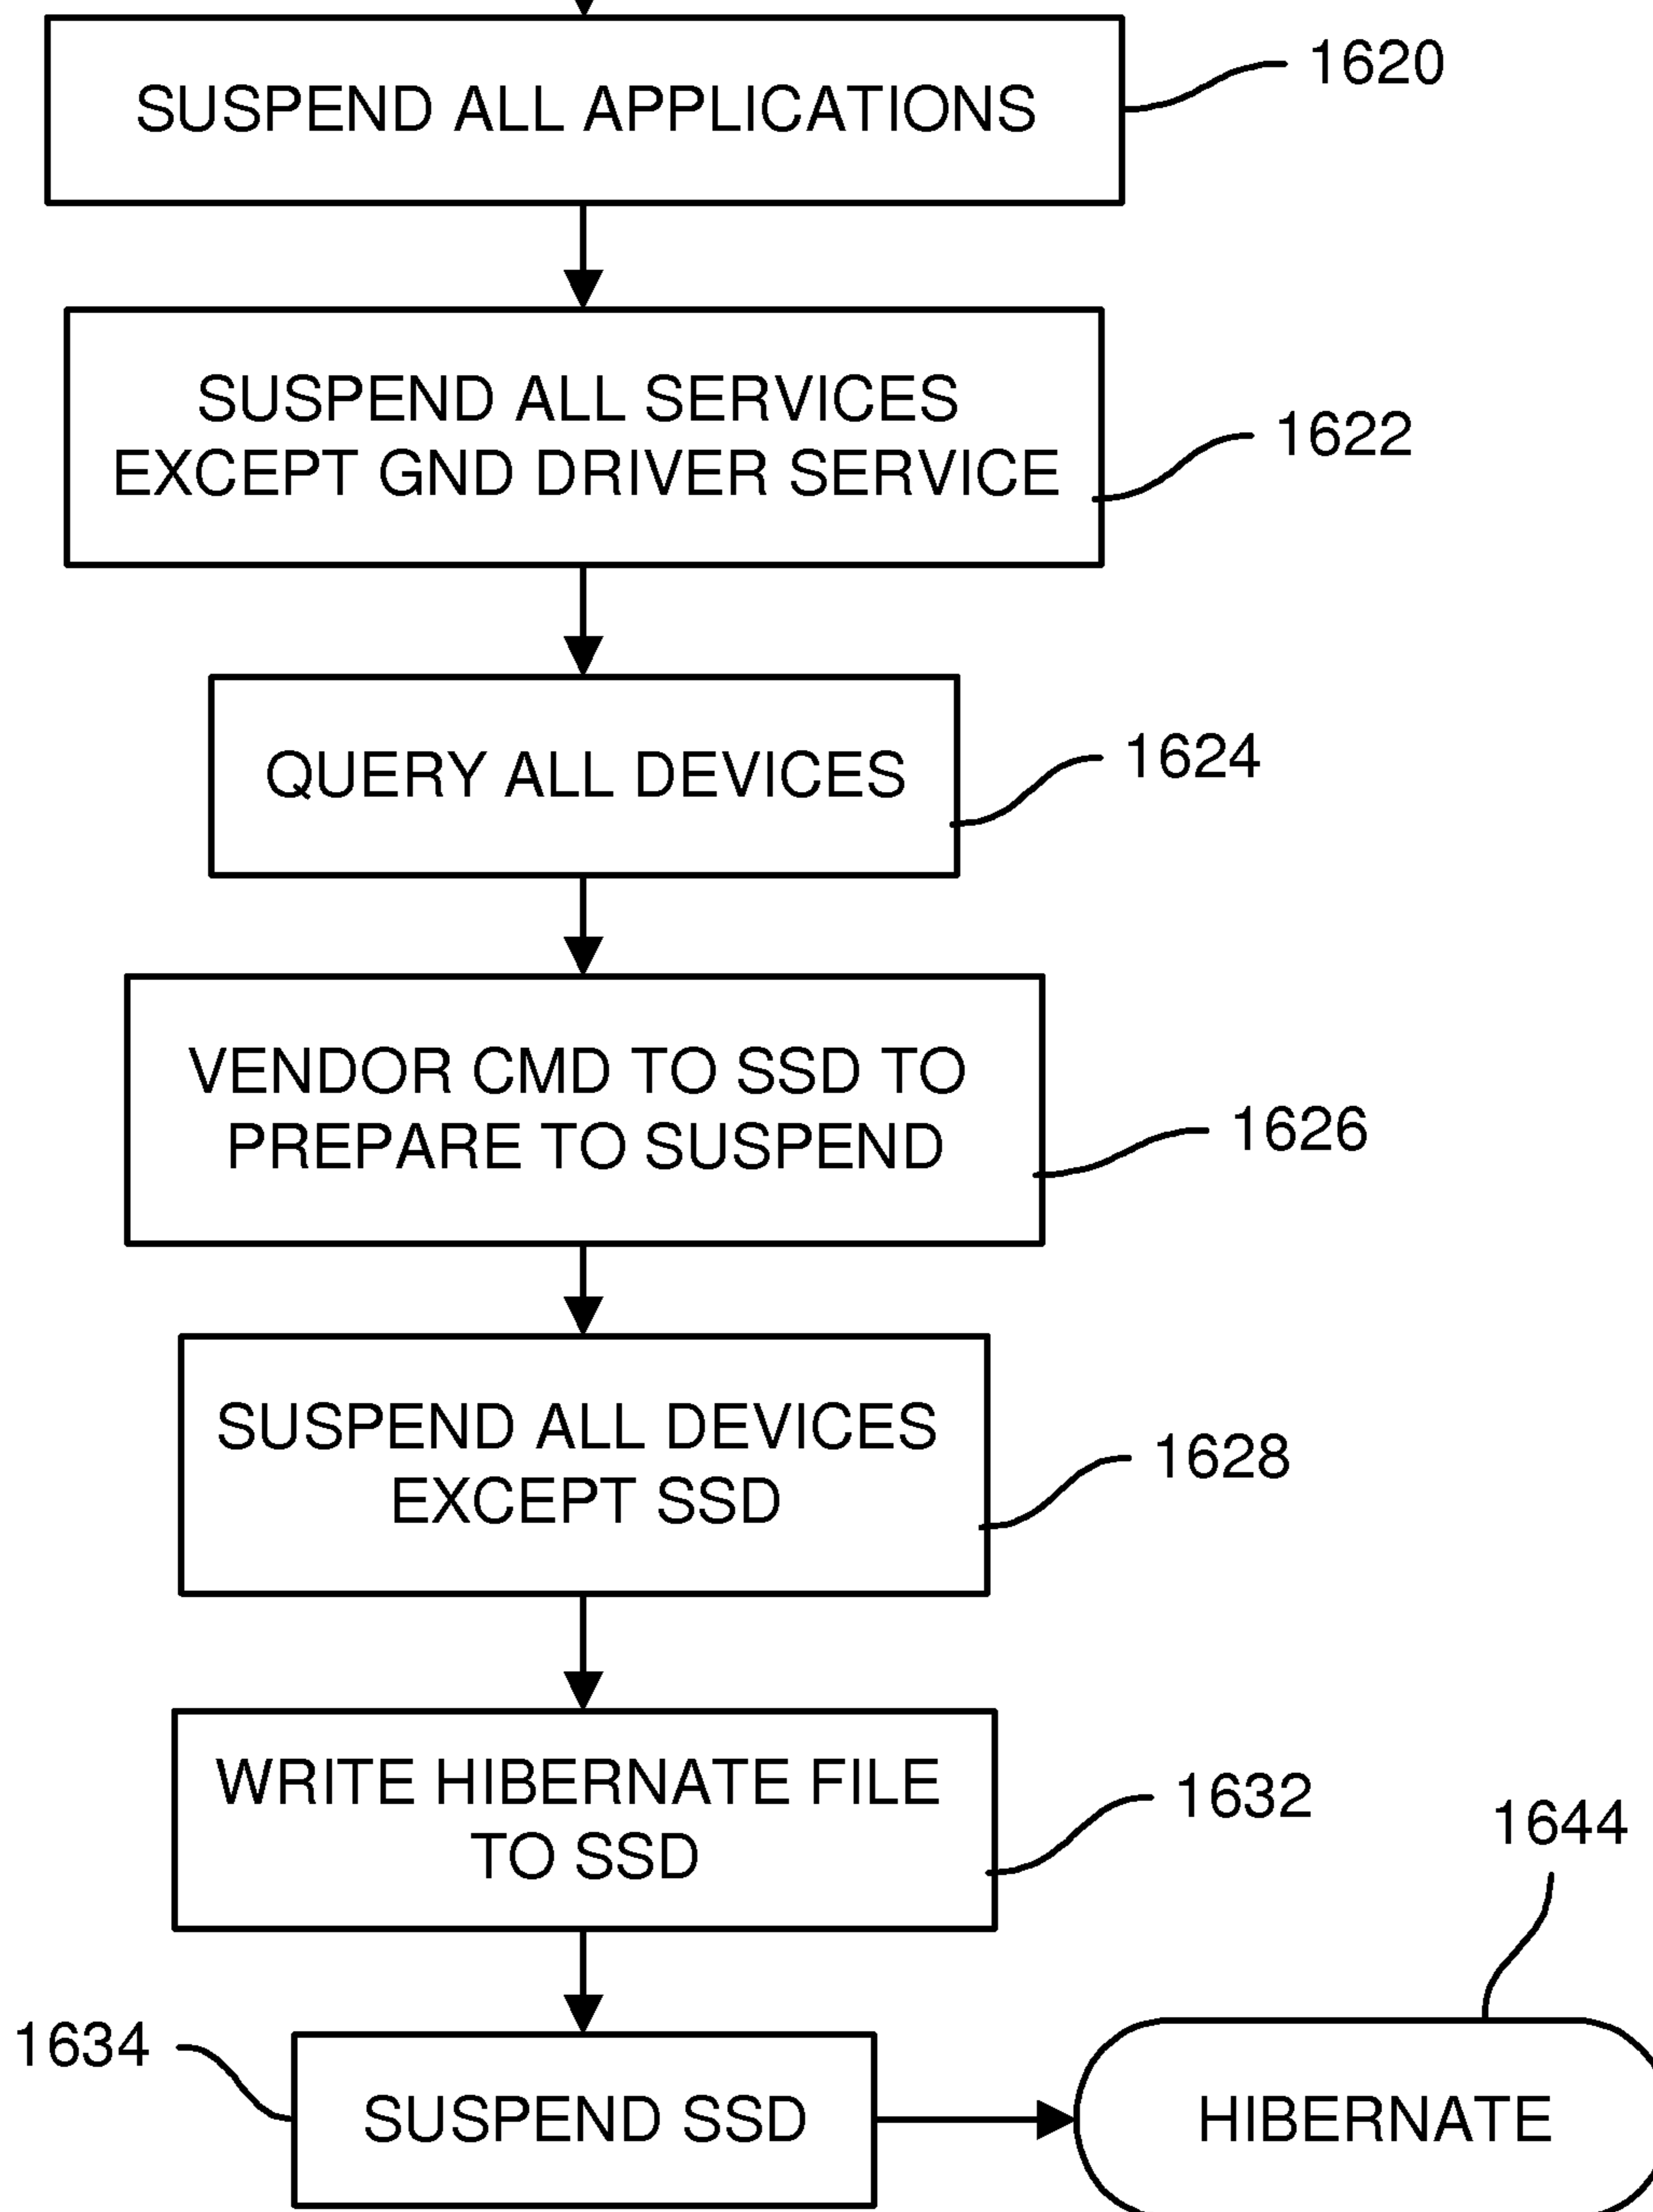 SUSPEND ALL APPLICATIONS
1620
SUSPEND ALL SERVICES
EXCEPT GND DRIVER SERVICE
1622
QUERY ALL DEVICES
1624
VENDOR CMD TO SSD TO
PREPARE TO SUSPEND
1626
SUSPEND ALL DEVICES
EXCEPT SSD
1628
WRITE HIBERNATE FILE
TO SSD
1632
1634
SUSPEND SSD
1644
HIBERNATE